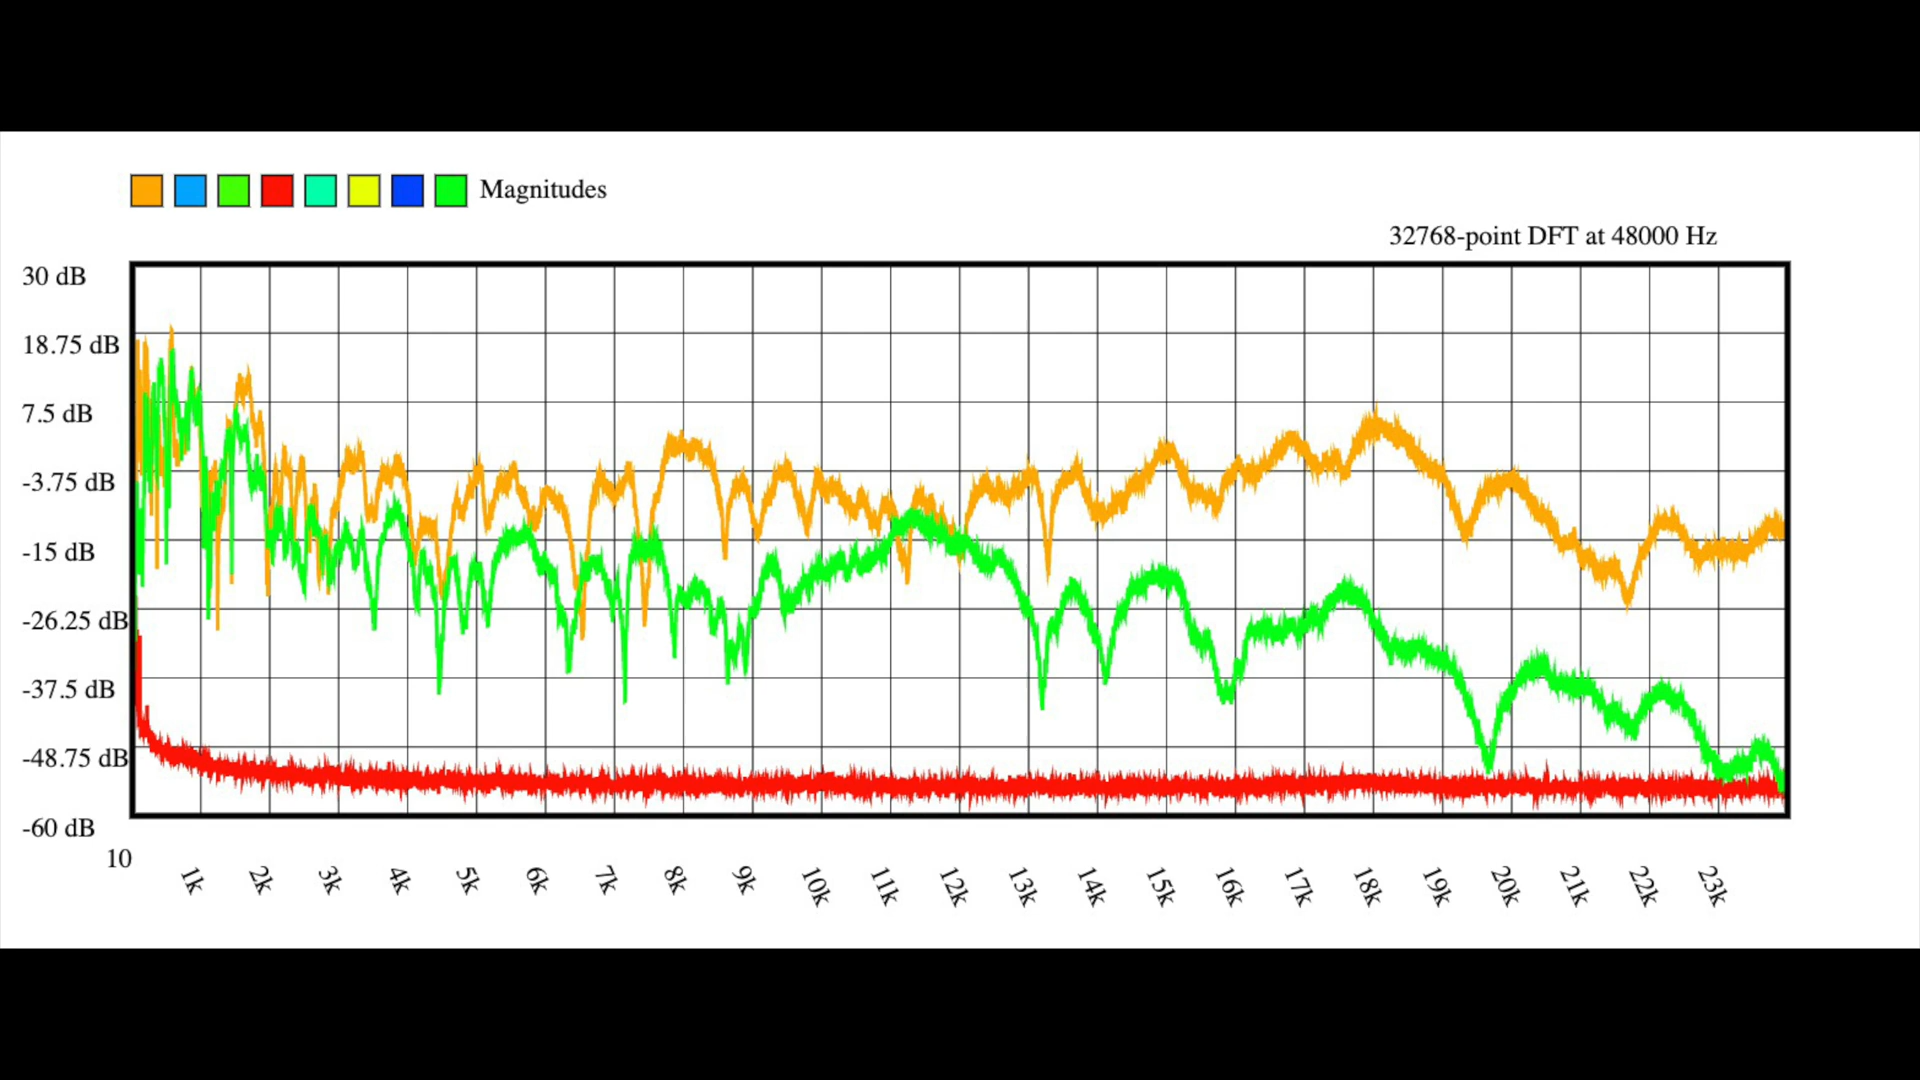 Magnitudes
32768-point DFT at 48000 Hz
30 dB
18.75 dB
7.5 dB
-3.75 dB
-15 dB
-26.25 dB
-37.5 dB
-48.75 dB
-60 dB
10
1k 2k 3k 4k 5k 6k 7k 8k 9k 10k 11k 12k 13k 14k 15k 16k 17k 18k 19k 20k 21k 22k 23k